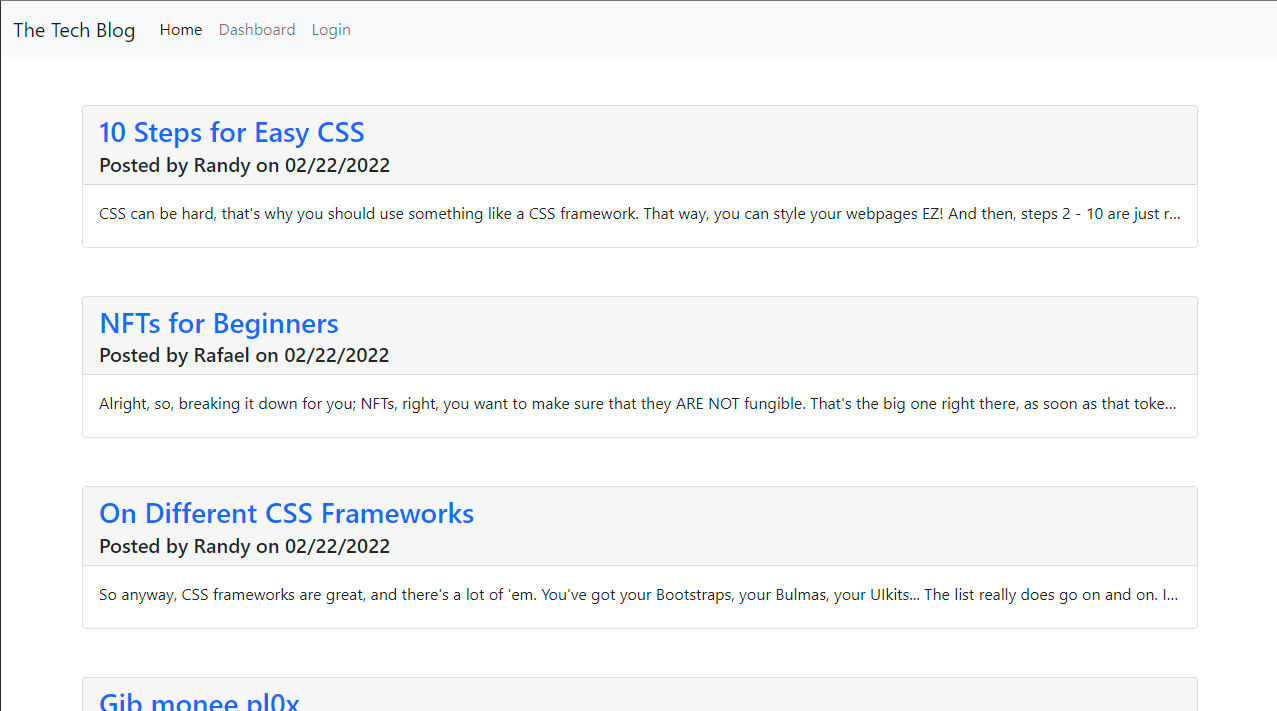 The Tech Blog Home Dashboard Login
10 Steps for Easy CSS
Posted by Randy on 02/22/2022
CSS can be hard, that's why you should use something like a CSS framework. That way, you can style your webpages EZ! And then, steps 2 - 10 are just r...
NFTs for Beginners
Posted by Rafael on 02/22/2022
Alright, so, breaking it down for you; NFTs, right, you want to make sure that they ARE NOT fungible. That's the big one right there, as soon as that toke...
On Different CSS Frameworks
Posted by Randy on 02/22/2022
So anyway, CSS frameworks are great, and there's a lot of 'em. You've got your Bootstraps, your Bulmas, your UIkits... The list really does go on and on. I...
Gib monee pl0x